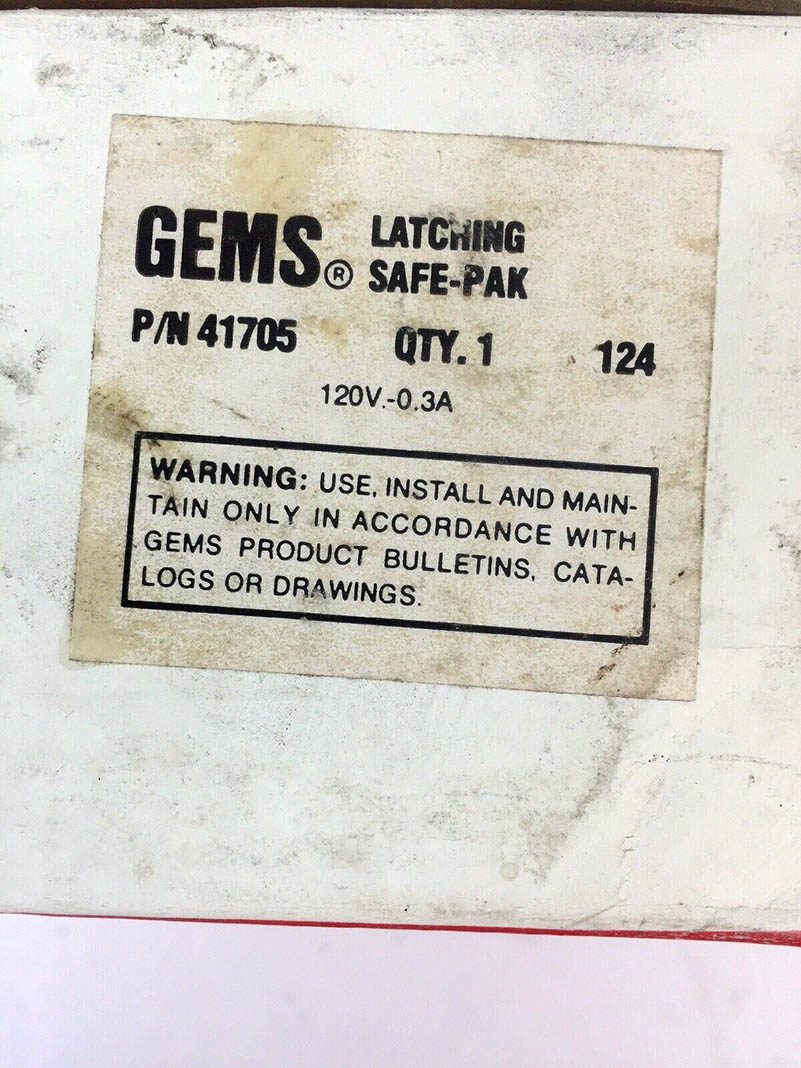 GEMS® LATCHING
SAFE-PAK
P/N 41705 QTY. 1 124
120V.-0.3A
WARNING: USE, INSTALL AND MAIN-
TAIN ONLY IN ACCORDANCE WITH
GEMS PRODUCT BULLETINS, CATA-
LOGS OR DRAWINGS.